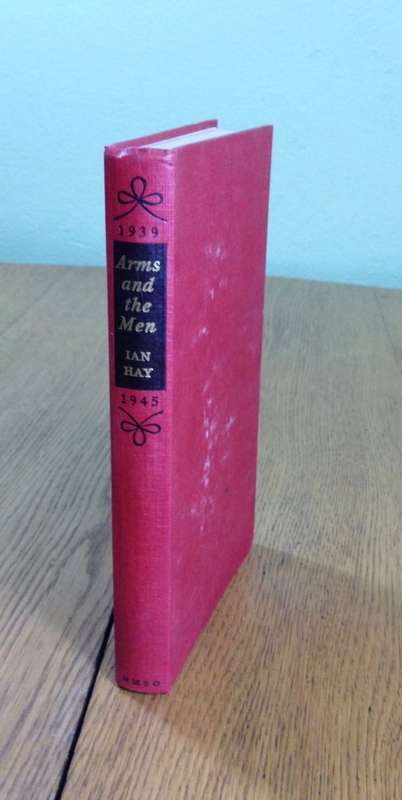 1939
Arms
and
the
Men
IAN
HAY
1945
HMSO